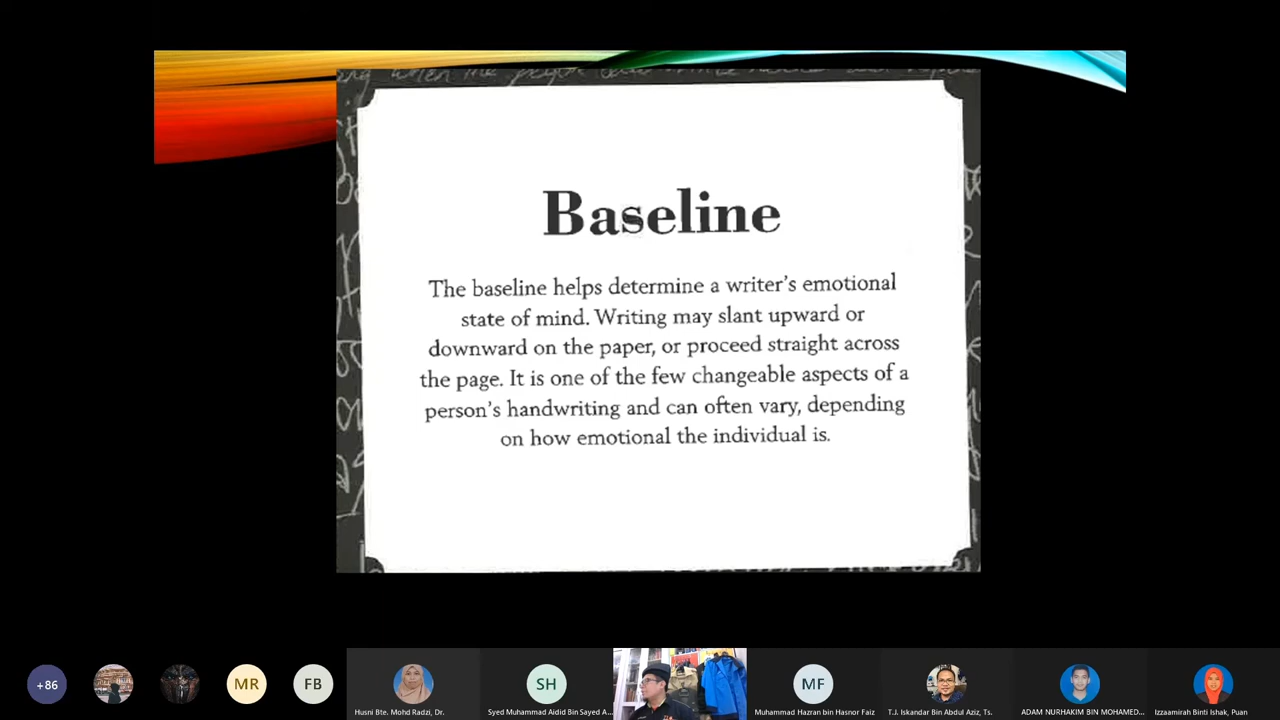 Baseline
The baseline helps determine a writer's emotional
state of mind. Writing may slant upward or
downward on the paper, or proceed straight across
the page. It is one of the few changeable aspects of a
person's handwriting and can often vary, depending
on how emotional the individual is.
+86
MR
FB
SH
MF
Husni Bte. Mohd Radzi, Dr.
Syed Muhammad Aidid Bin Sayed A...
Muhammad Hazran bin Hasnor Faiz
T.J. Iskandar Bin Abdul Aziz, Ts.
ADAM NURHAKIM BIN MOHAMED...
Izzaamirah Binti Ishak, Puan